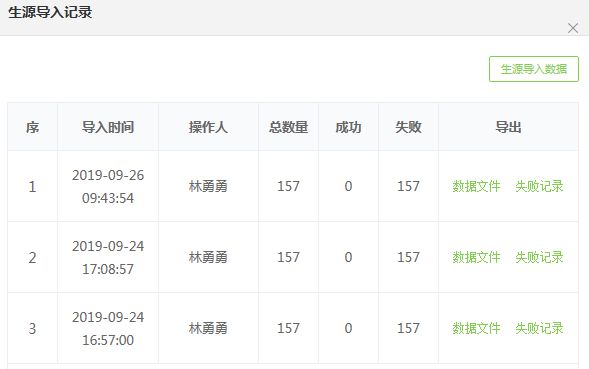 生源导入记录
生源导入数据
序 导入时间 操作人 总数量 成功 失败 导出
1 2019-09-26 09:43:54 林勇勇 157 0 157 数据文件 失败记录
2 2019-09-24 17:08:57 林勇勇 157 0 157 数据文件 失败记录
3 2019-09-24 16:57:00 林勇勇 157 0 157 数据文件 失败记录